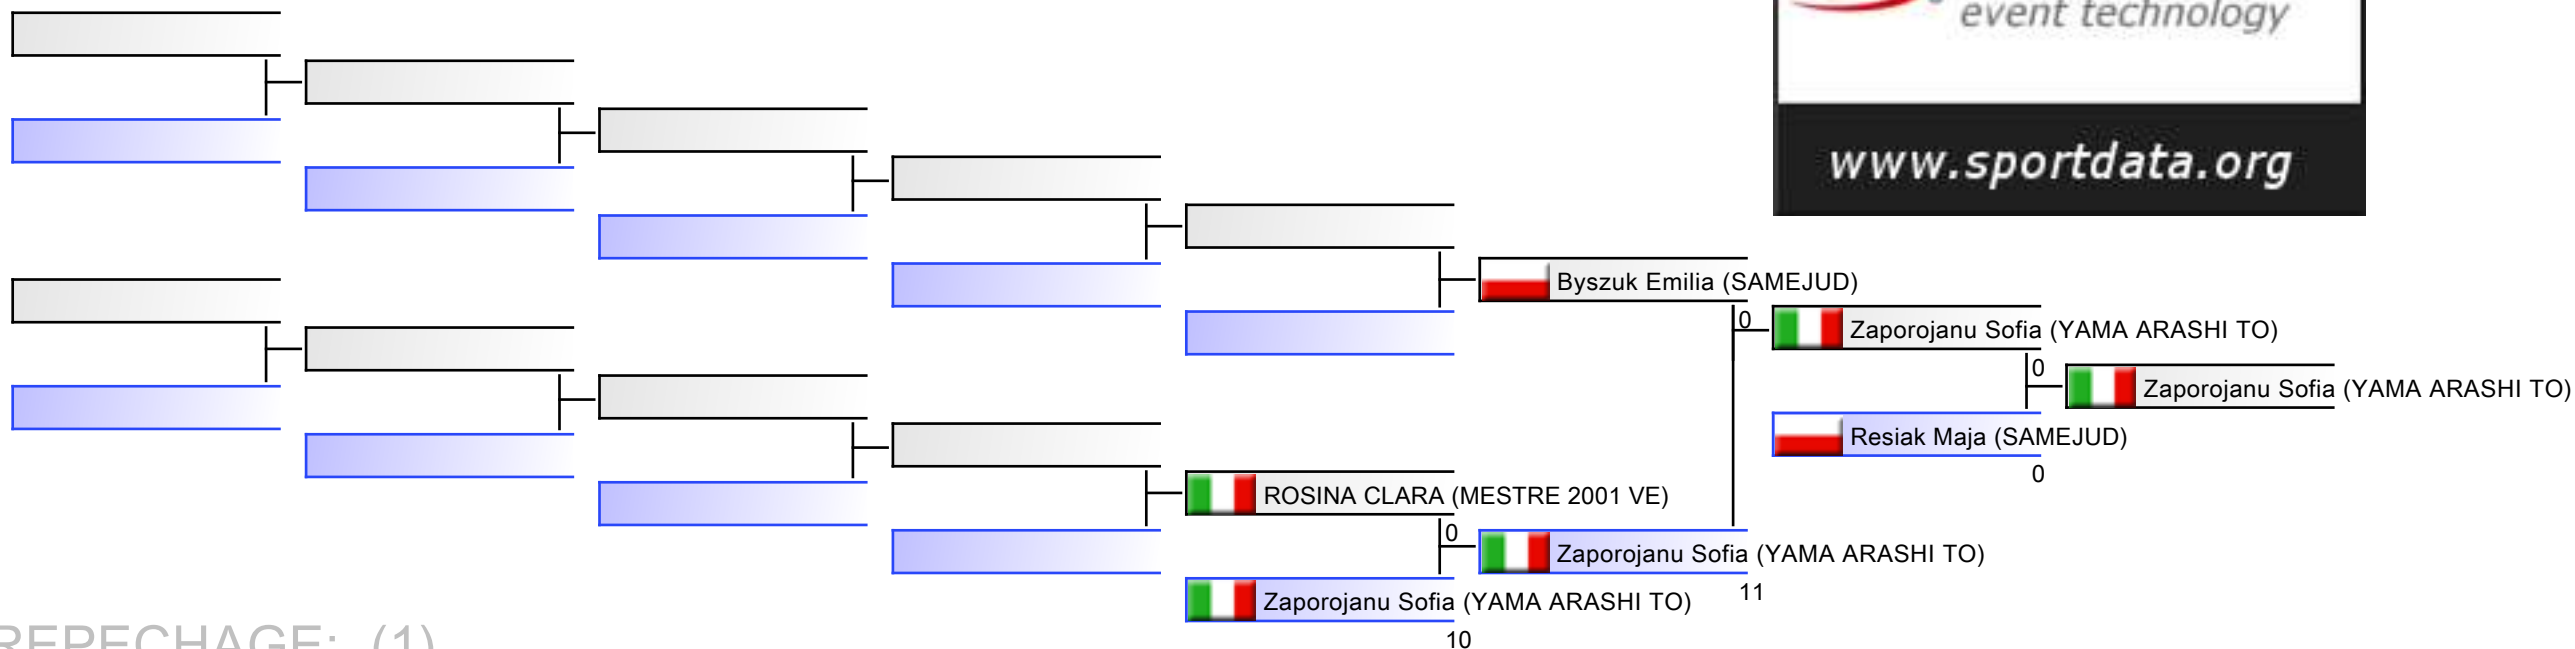 event technology
www.sportdata.org
Byszuk Emilia (SAMEJUD)
0
Zaporojanu Sofia (YAMA ARASHI TO)
0
Zaporojanu Sofia (YAMA ARASHI TO)
Resiak Maja (SAMEJUD)
0
ROSINA CLARA (MESTRE 2001 VE)
0
Zaporojanu Sofia (YAMA ARASHI TO)
11
Zaporojanu Sofia (YAMA ARASHI TO)
10
REPECHAGE: (1)